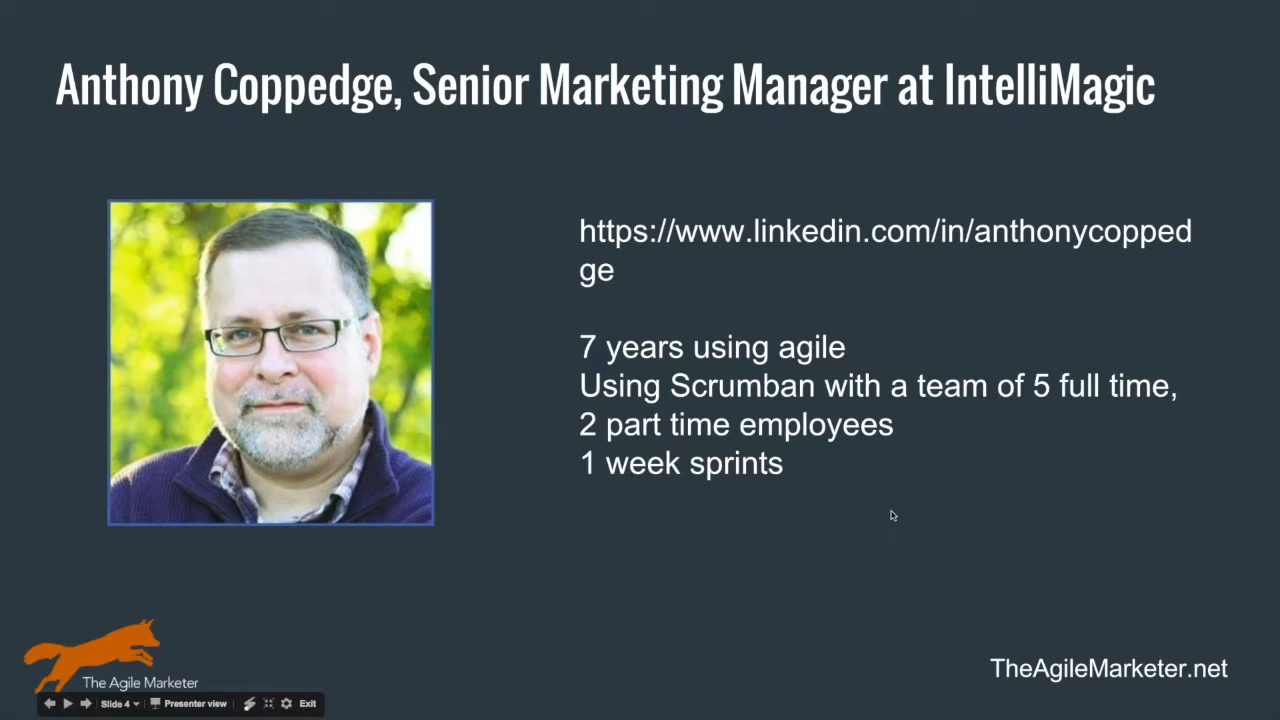 Anthony Coppedge, Senior Marketing Manager at IntelliMagic
https://www.linkedin.com/in/anthonycopped
ge
7 years using agile
Using Scrumban with a team of 5 full time,
2 part time employees
1 week sprints
The Agile Marketer
TheAgileMarketer.net
Slide 4
Presenter view
Exit